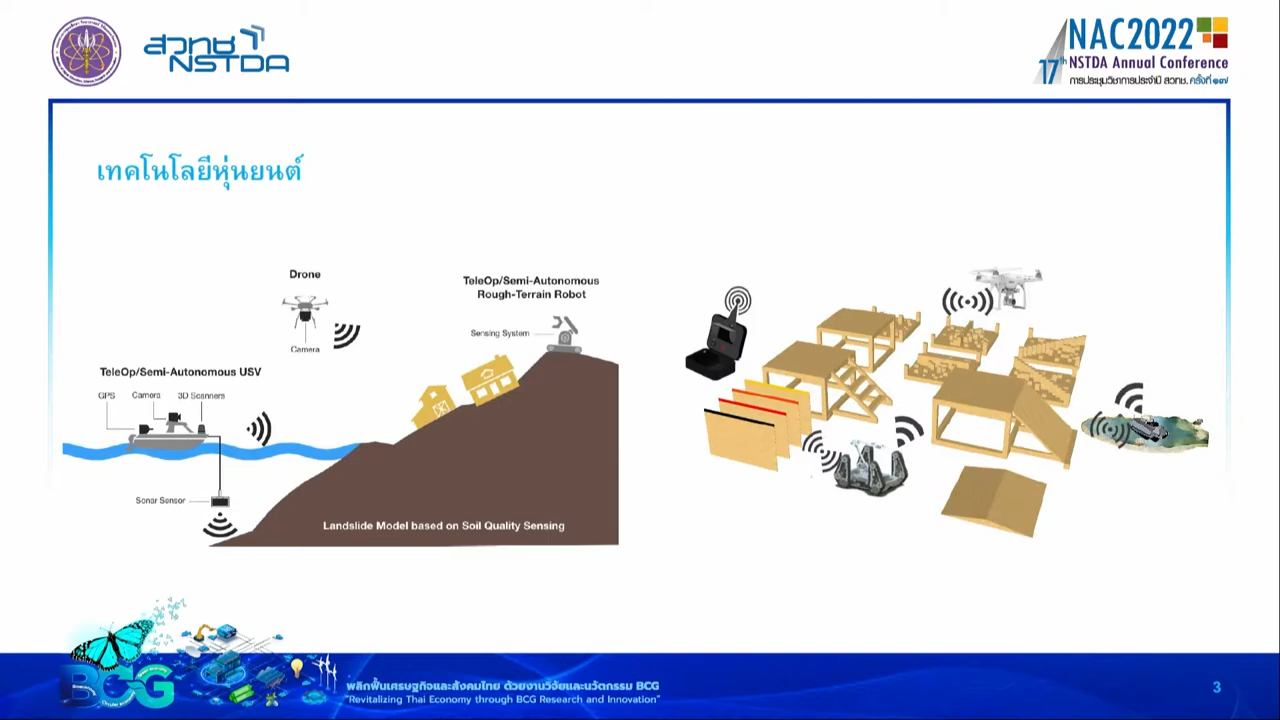 สวทช
NSTDA
NAC2022
17th NSTDA Annual Conference
การประชุมวิชาการประจำปี สวทช. ครั้งที่ ๑๗
เทคโนโลยีหุ่นยนต์
Drone
Camera
TeleOp/Semi-Autonomous
Rough-Terrain Robot
Sensing System
TeleOp/Semi-Autonomous USV
GPS
Camera
3D Scanners
Sonar Sensor
Landslide Model based on Soil Quality Sensing
BCG
พลิกฟื้นเศรษฐกิจและสังคมไทย ด้วยงานวิจัยและนวัตกรรม BCG
"Revitalizing Thai Economy through BCG Research and Innovation"
3